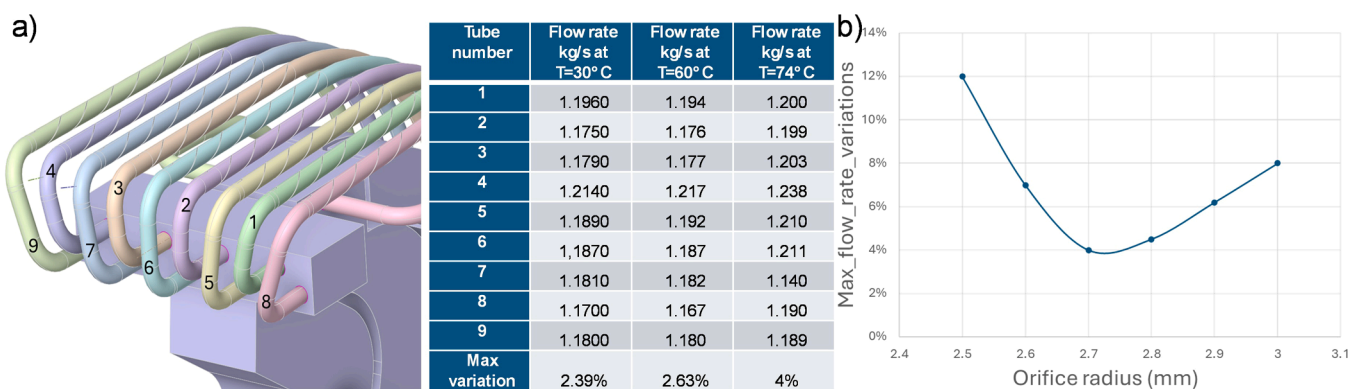 a)
4
3
2
1
9
7
6
5
8
Tube number Flow rate kg/s at T=30º C Flow rate kg/s at T=60º C Flow rate kg/s at T=74º C
1 1.1960 1.194 1.200
2 1.1750 1.176 1.199
3 1.1790 1.177 1.203
4 1.2140 1.217 1.238
5 1.1890 1.192 1.210
6 1,1870 1.187 1.211
7 1.1810 1.182 1.140
8 1.1700 1.167 1.190
9 1.1800 1.180 1.189
Max variation 2.39% 2.63% 4%
b)
Max_flow_rate_variations
14%
12%
10%
8%
6%
4%
2%
0%
2.4 2.5 2.6 2.7 2.8 2.9 3 3.1
Orifice radius (mm)